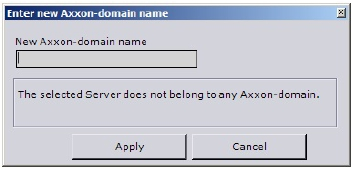 Enter new Axxon-domain name
New Axxon-domain name
The selected Server does not belong to any Axxon-domain.
Apply
Cancel